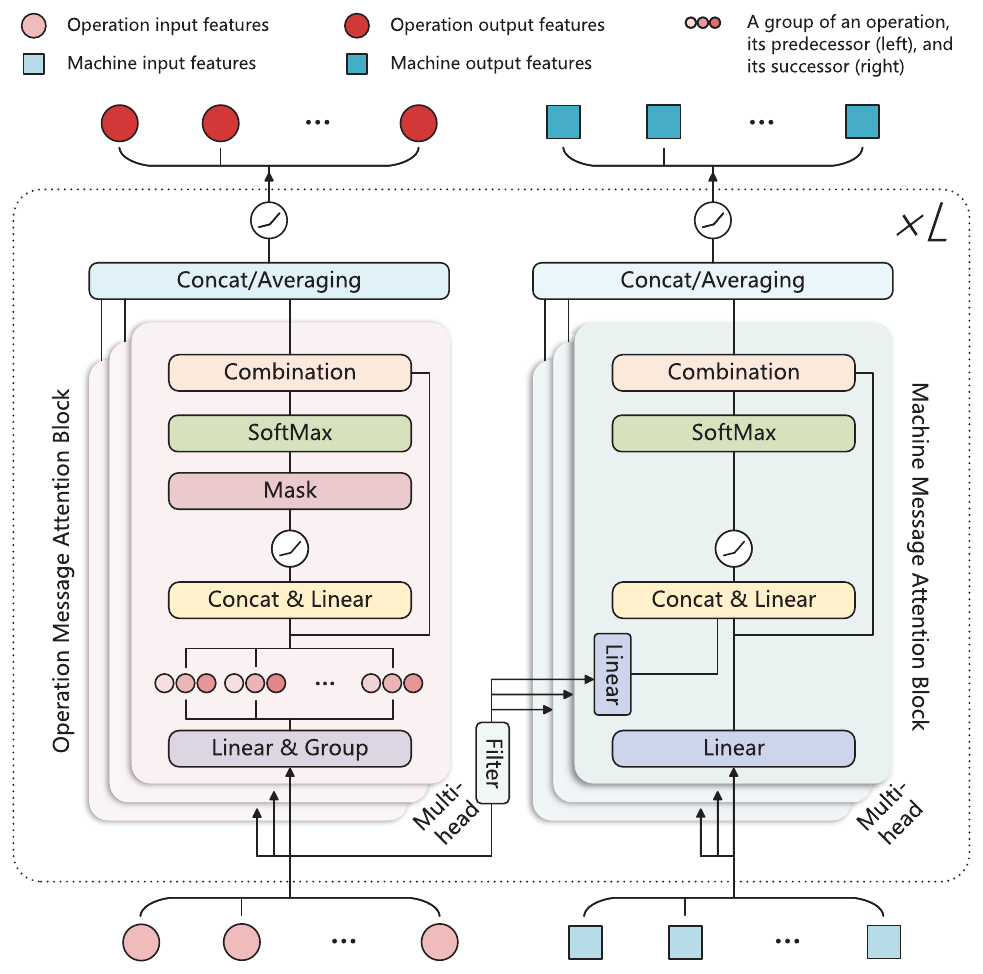 Operation input features
Operation output features
A group of an operation,
its predecessor (left), and
its successor (right)
Machine input features
Machine output features
...
...
×L
Concat/Averaging
Concat/Averaging
Combination
Combination
SoftMax
SoftMax
Mask
Operation Message Attention Block
Machine Message Attention Block
Concat & Linear
Concat & Linear
...
Linear
Linear & Group
Filter
Linear
Multi-
head
Multi-
head
...
...